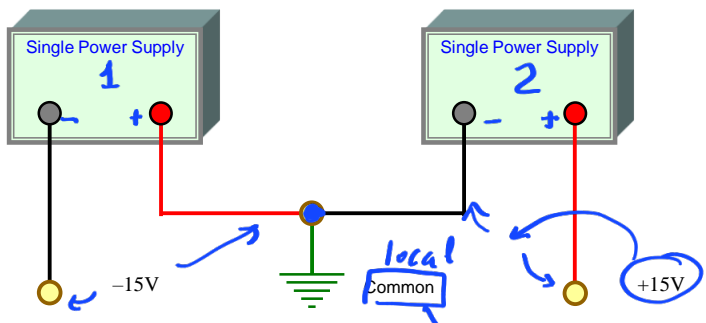 Single Power Supply
1
- +
Single Power Supply
2
- +
–15V
local
Common
+15V